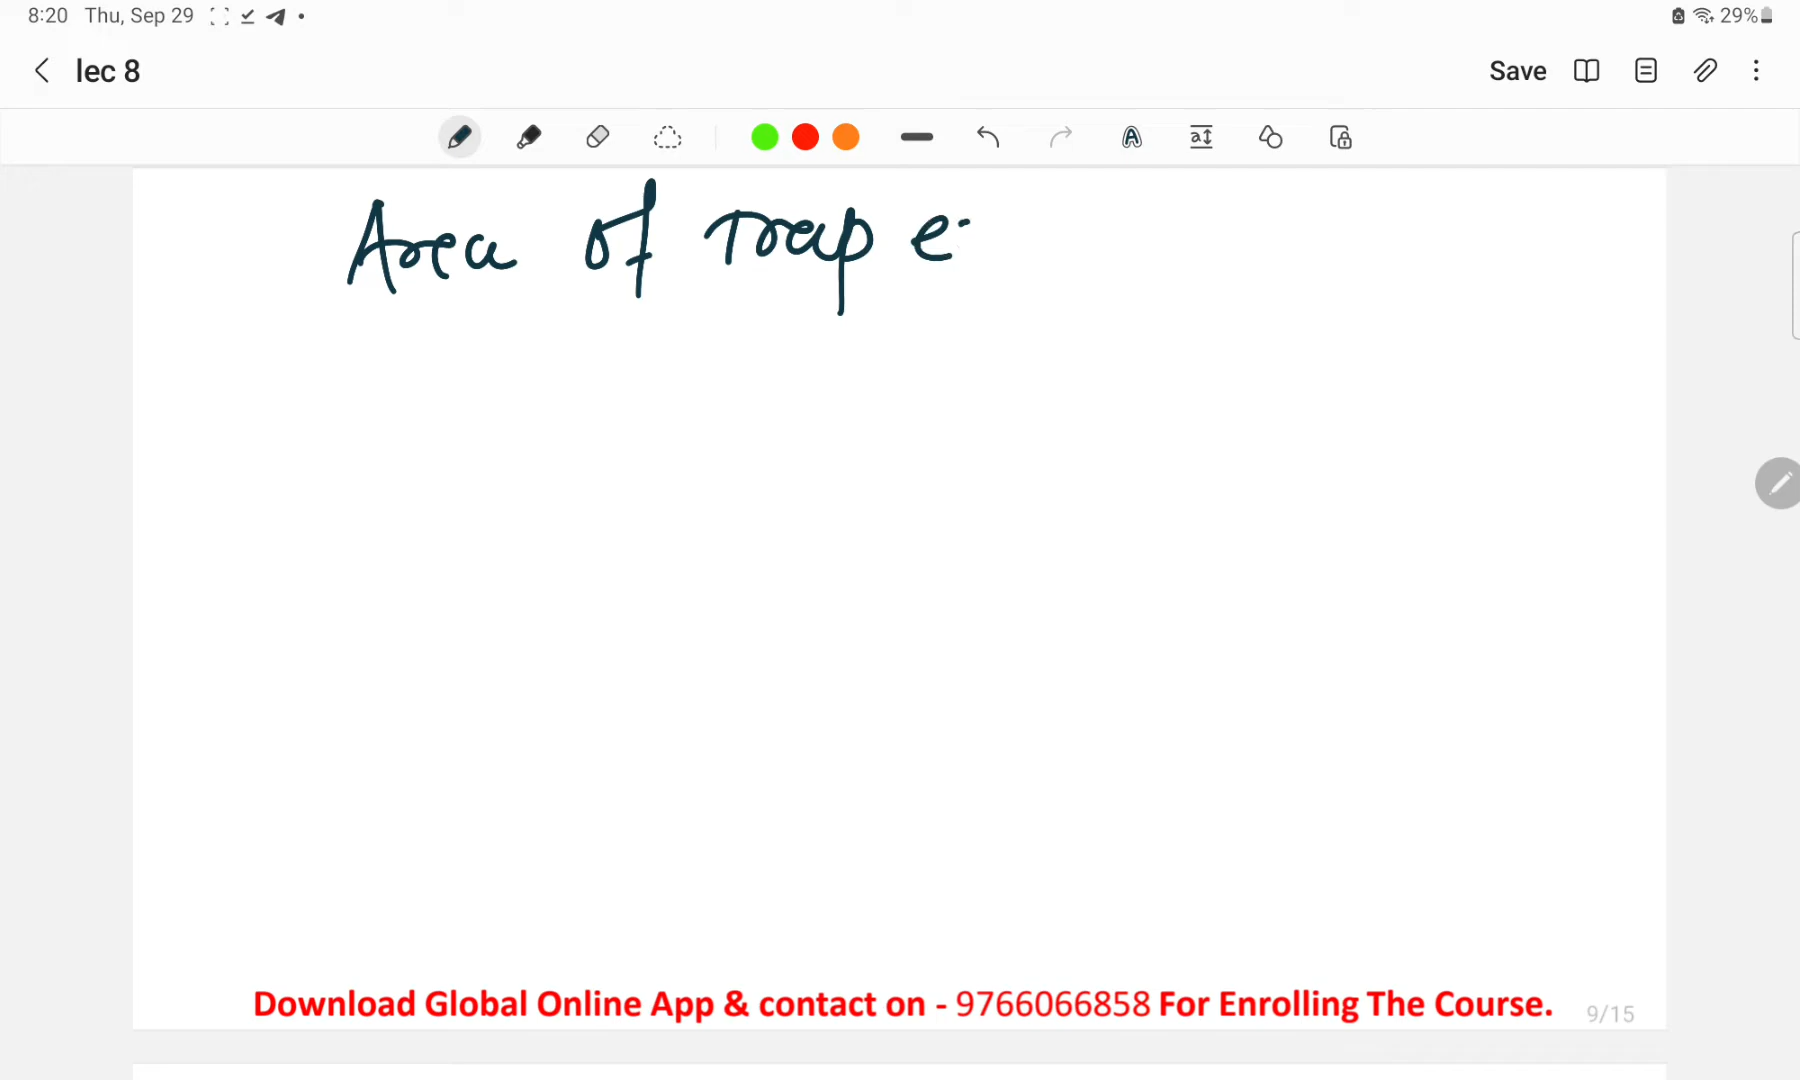 8:20 Thu, Sep 29 29%
lec 8 Save
Area of Trap e
Download Global Online App & contact on - 9766066858 For Enrolling The Course.
9/15